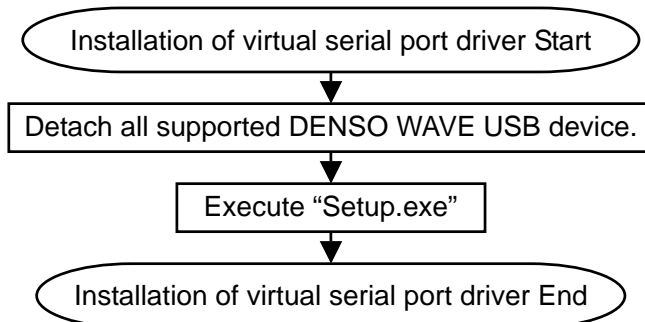 Installation of virtual serial port driver Start
Detach all supported DENSO WAVE USB device.
Execute “Setup.exe”
Installation of virtual serial port driver End